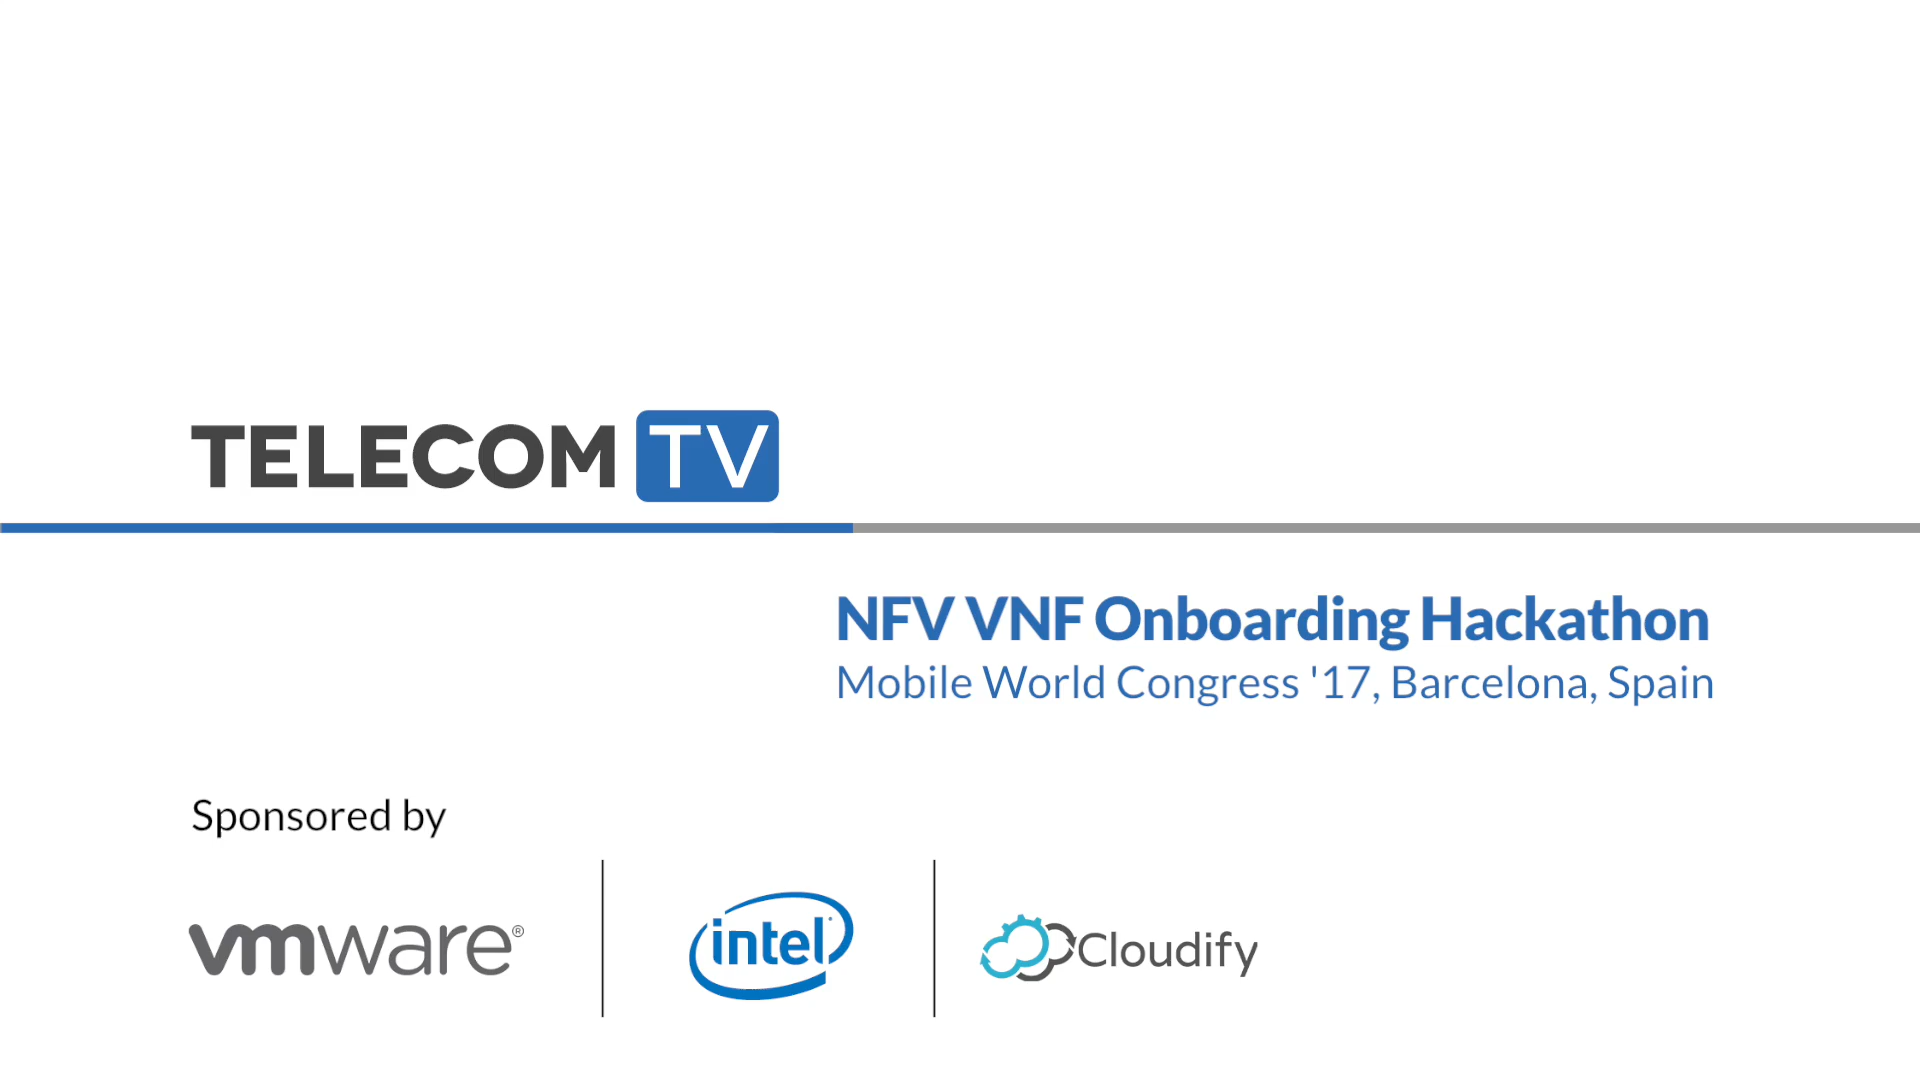 TELECOM TV
NFV VNF Onboarding Hackathon
Mobile World Congress '17, Barcelona, Spain
Sponsored by
vmware®
intel
Cloudify